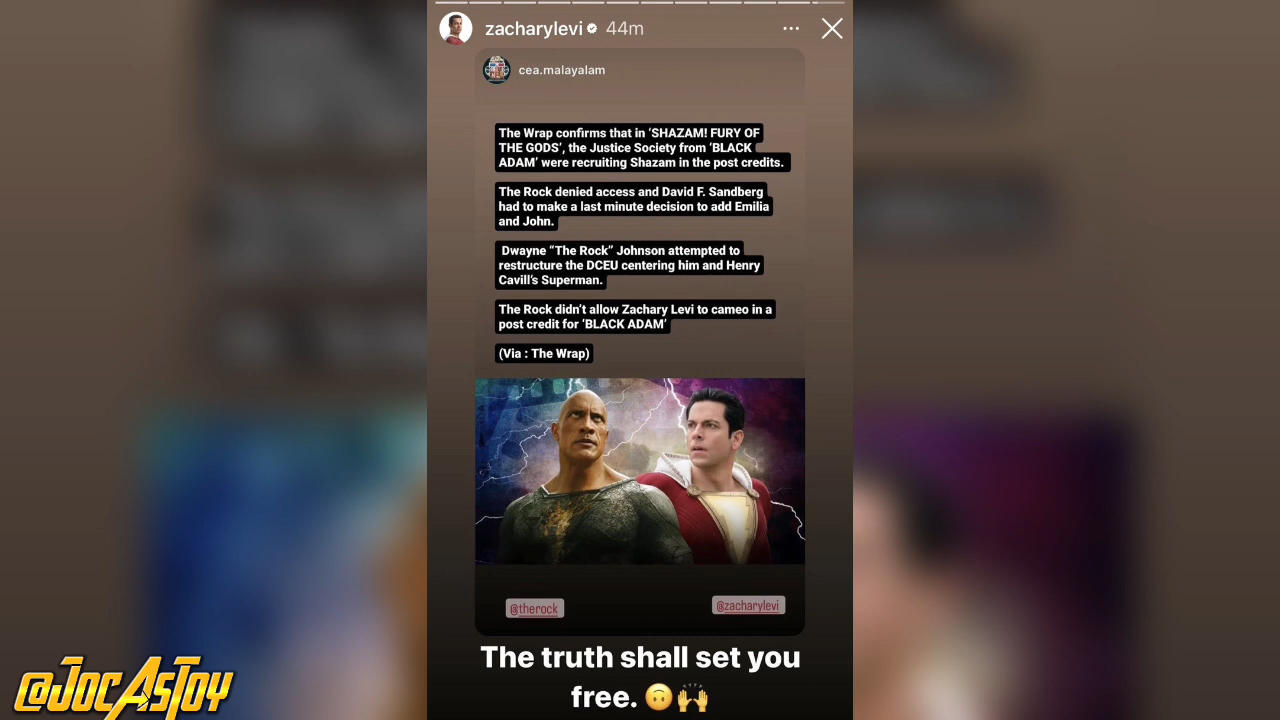 zacharylevi 44m
cea.malayalam
The Wrap confirms that in ‘SHAZAM! FURY OF
THE GODS’, the Justice Society from ‘BLACK
ADAM’ were recruiting Shazam in the post credits.
The Rock denied access and David F. Sandberg
had to make a last minute decision to add Emilia
and John.
Dwayne “The Rock” Johnson attempted to
restructure the DCEU centering him and Henry
Cavill’s Superman.
The Rock didn’t allow Zachary Levi to cameo in a
post credit for ‘BLACK ADAM’
(Via : The Wrap)
@therock
@zacharylevi
The truth shall set you
free. 🙃🙌
@JocAsToy